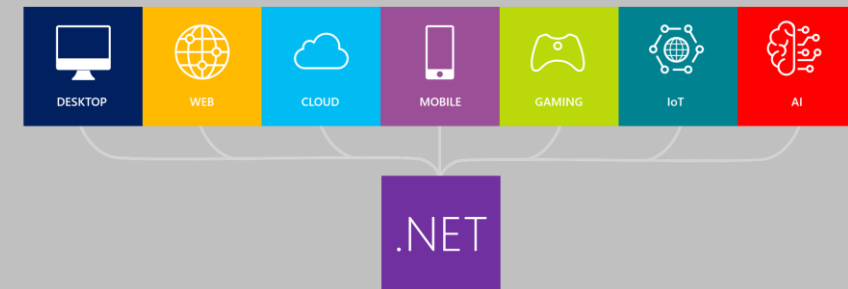 DESKTOP
WEB
CLOUD
MOBILE
GAMING
IoT
AI
.NET